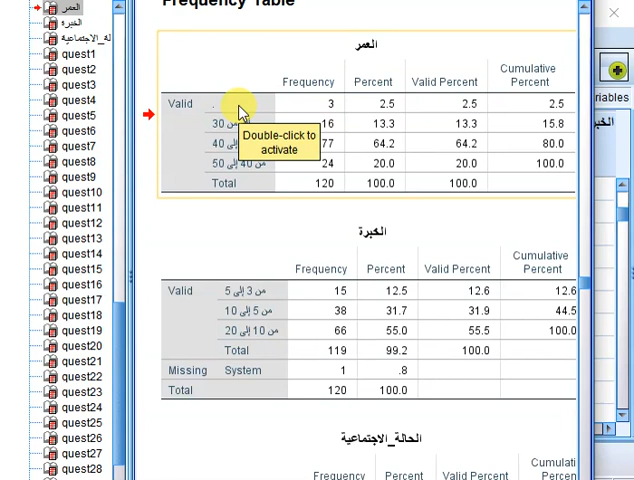 العمر
الخبرة
لة_الاجتماعية
quest1
quest2
quest3
quest4
quest5
quest6
quest7
quest8
quest9
quest10
quest11
quest12
quest13
quest14
quest15
quest16
quest17
quest18
quest19
quest20
quest21
quest22
quest23
quest24
quest25
quest26
quest27
quest28
Frequency Table
العمر
Frequency Percent Valid Percent Cumulative Percent
Valid . 3 2.5 2.5 2.5
من 30 16 13.3 13.3 15.8
40 77 64.2 64.2 80.0
من 40 إلى 50 24 20.0 20.0 100.0
Total 120 100.0 100.0
Double-click to
activate
الخبرة
Frequency Percent Valid Percent Cumulative Percent
Valid من 3 إلى 5 15 12.5 12.6 12.6
من 5 إلى 10 38 31.7 31.9 44.5
من 10 إلى 20 66 55.0 55.5 100.0
Total 119 99.2 100.0
Missing System 1 .8
Total 120 100.0
الحالة_الاجتماعية
Frequency Percent Valid Percent Cumulati Percen
ariables
الخب